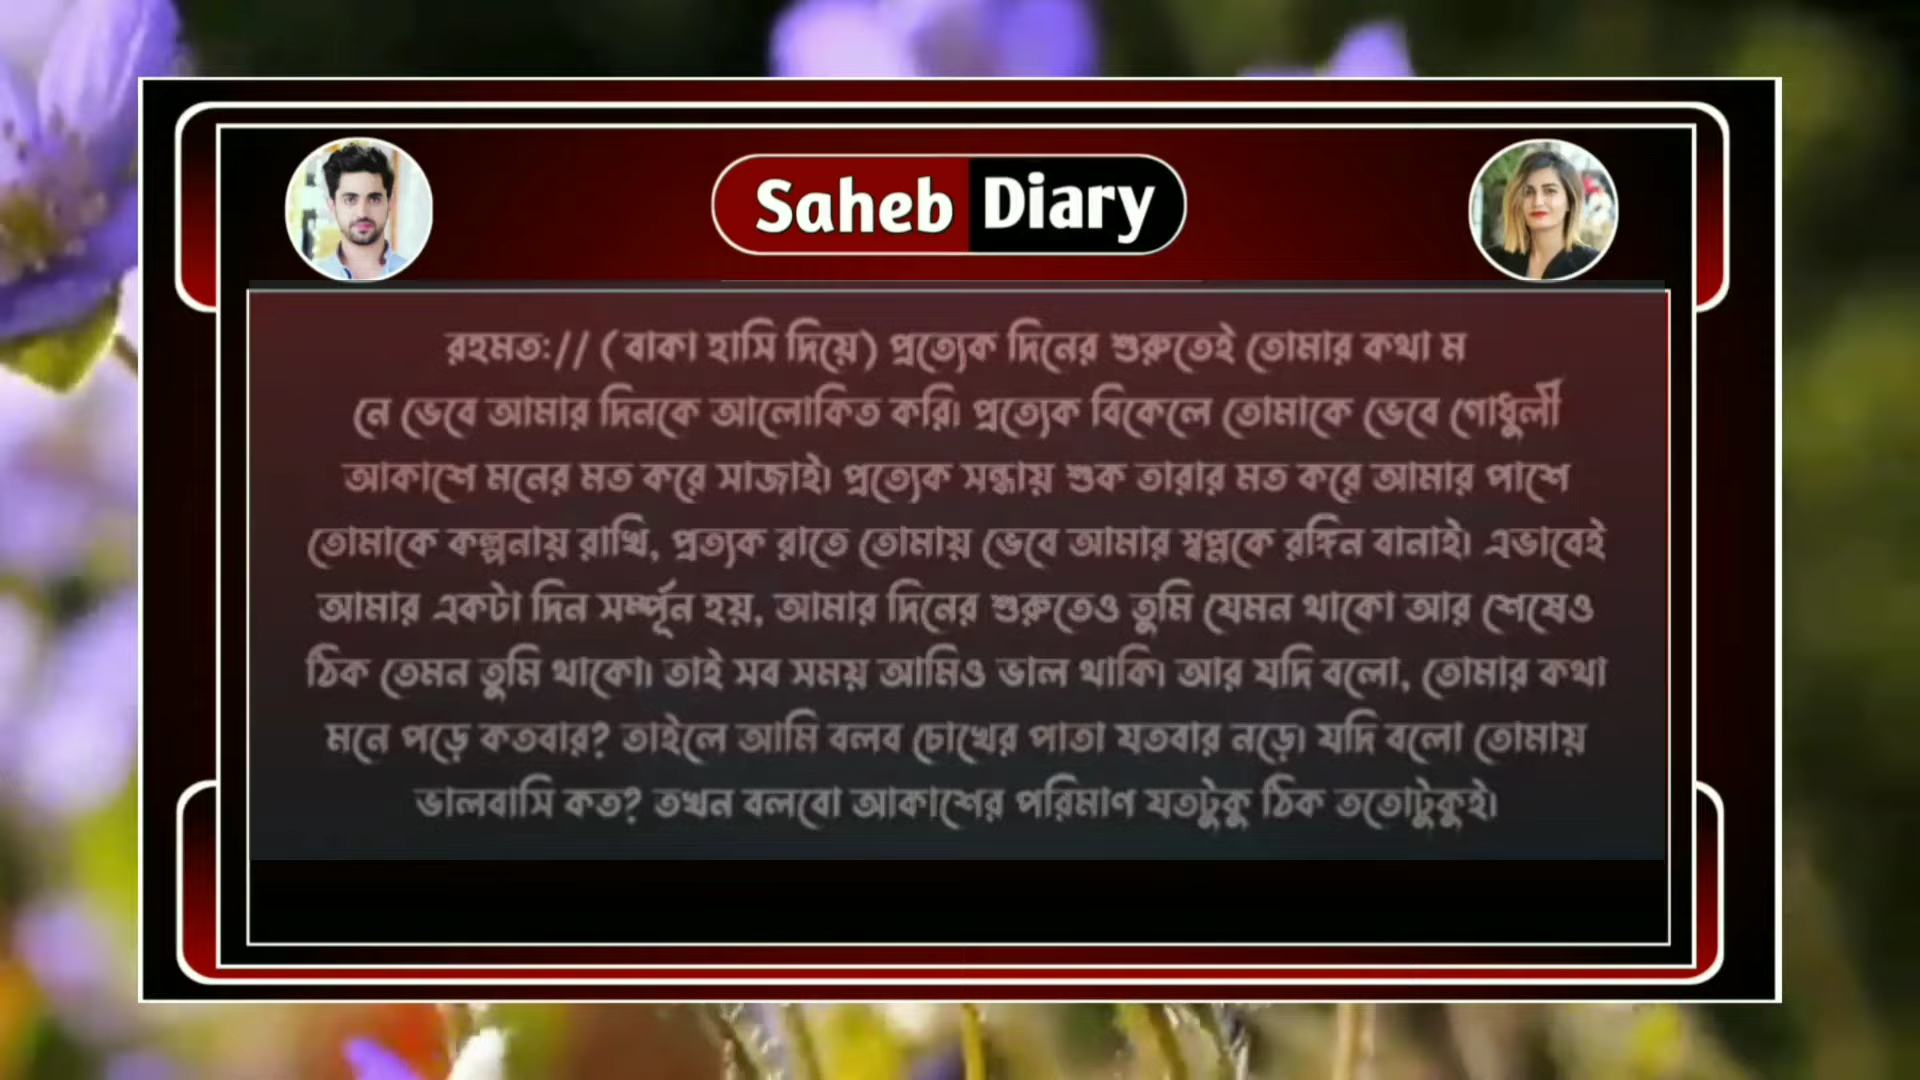 Saheb Diary
রহমত:// (বাকা হাসি দিয়ে) প্রত্যেক দিনের শুরুতেই তোমার কথা ম
নে ভেবে আমার দিনকে আলোকিত করি। প্রত্যেক বিকেলে তোমাকে ভেবে গোধুলী
আকাশে মনের মত করে সাজাই। প্রত্যেক সন্ধায় শুক তারার মত করে আমার পাশে
তোমাকে কল্পনায় রাখি, প্রত্যক রাতে তোমায় ভেবে আমার স্বপ্নকে রঙ্গিন বানাই। এভাবেই
আমার একটা দিন সর্ম্পূন হয়, আমার দিনের শুরুতেও তুমি যেমন থাকো আর শেষেও
ঠিক তেমন তুমি থাকো। তাই সব সময় আমিও ভাল থাকি। আর যদি বলো, তোমার কথা
মনে পড়ে কতবার? তাইলে আমি বলব চোখের পাতা যতবার নড়ে। যদি বলো তোমায়
ভালবাসি কত? তখন বলবো আকাশের পরিমাণ যতটুকু ঠিক ততোটুকুই।